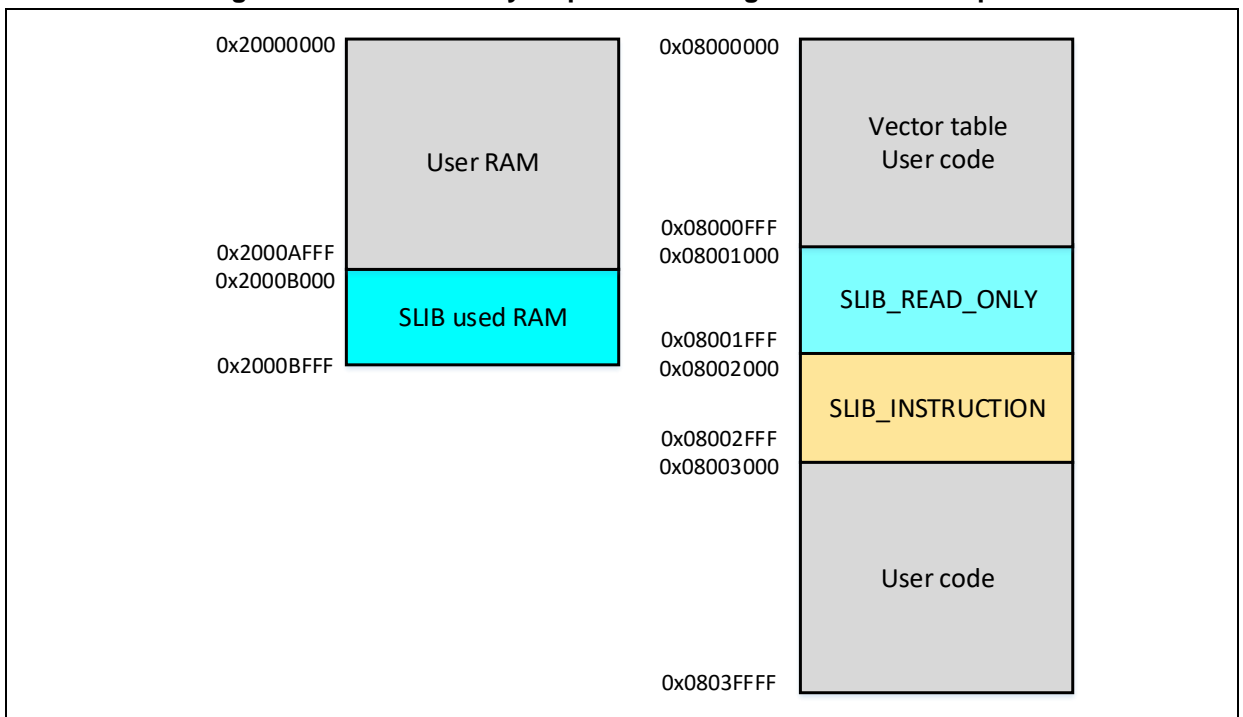 0x20000000
User RAM
0x2000AFFF
0x2000B000
SLIB used RAM
0x2000BFFF
0x08000000
Vector table
User code
0x08000FFF
0x08001000
SLIB_READ_ONLY
0x08001FFF
0x08002000
SLIB_INSTRUCTION
0x08002FFF
0x08003000
User code
0x0803FFFF